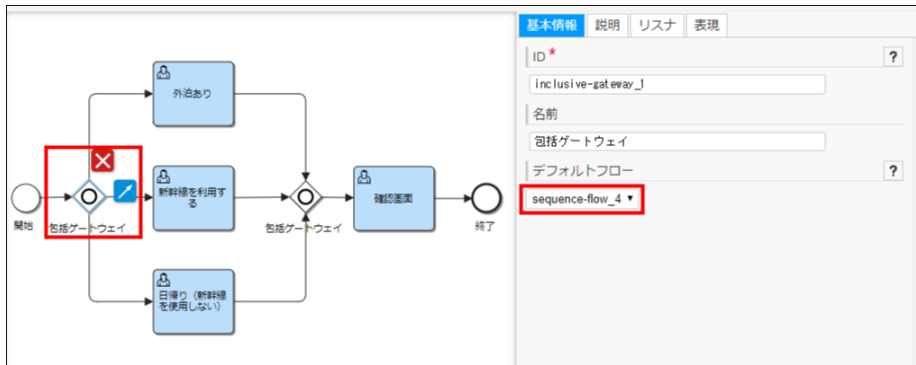 基本情報 説明 リスナ 表現
ID *
?
inclusive-gateway_1
名前
包括ゲートウェイ
デフォルトフロー
?
sequence-flow_4
外泊あり
新幹線を利用す
る
確認画面
開始
包括ゲートウェイ
包括ゲートウェイ
終了
日帰り（新幹線
を使用しない）